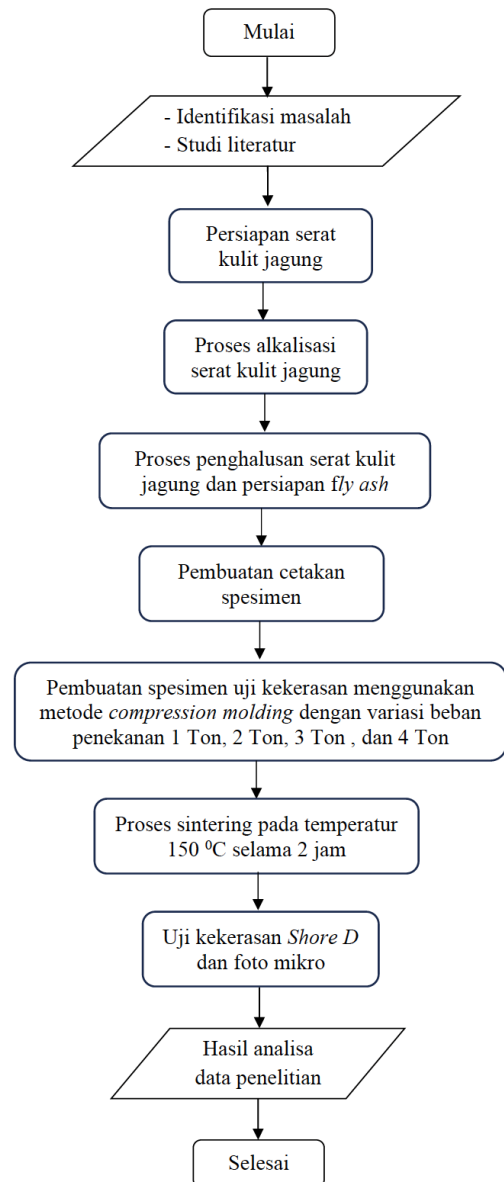 Mulai
- Identifikasi masalah
- Studi literatur
Persiapan serat
kulit jagung
Proses alkalisasi
serat kulit jagung
Proses penghalusan serat kulit
jagung dan persiapan fly ash
Pembuatan cetakan
spesimen
Pembuatan spesimen uji kekerasan menggunakan
metode compression molding dengan variasi beban
penekanan 1 Ton, 2 Ton, 3 Ton , dan 4 Ton
Proses sintering pada temperatur
150 ⁰C selama 2 jam
Uji kekerasan Shore D
dan foto mikro
Hasil analisa
data penelitian
Selesai